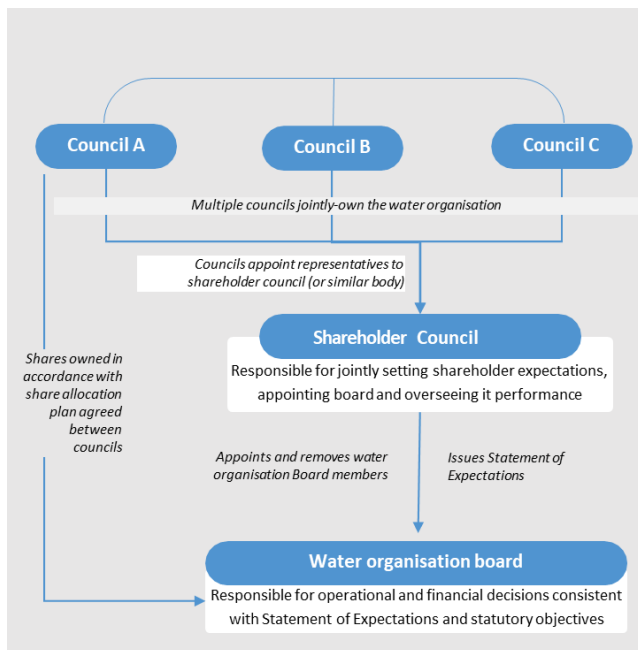 Council A
Council B
Council C
Multiple councils jointly-own the water organisation
Councils appoint representatives to
shareholder council (or similar body)
Shareholder Council
Responsible for jointly setting shareholder expectations,
appointing board and overseeing it performance
Shares owned in
accordance with
share allocation
plan agreed
between
councils
Appoints and removes water
organisation Board members
Issues Statement of
Expectations
Water organisation board
Responsible for operational and financial decisions consistent
with Statement of Expectations and statutory objectives